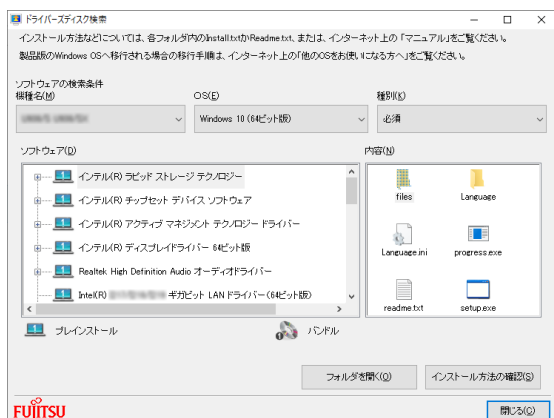 ドライバーズディスク検索
インストール方法などについては、各フォルダ内のInstall.txtかReadme.txt、または、インターネット上の「マニュアル」をご覧ください。
製品版のWindows OSへ移行される場合の移行手順は、インターネット上の「他のOSをお使いになる方へ」をご覧ください。
ソフトウェアの検索条件
機種名(M) OS(E) 種別(K)
Windows 10 (64ビット版) 必須
ソフトウェア(D) 内容(N)
インテル(R) ラピッド ストレージ テクノロジー
インテル(R) チップセット デバイス ソフトウェア
インテル(R) アクティブ マネジメント テクノロジー ドライバー
インテル(R) ディスプレイドライバー 64ビット版
Realtek High Definition Audio オーディオドライバー
Intel(R) ギガビット LAN ドライバー(64ビット版)
files Language
Language.ini progress.exe
readme.txt setup.exe
プレインストール バンドル
フォルダを開く(O) インストール方法の確認(S)
FUJITSU 閉じる(C)